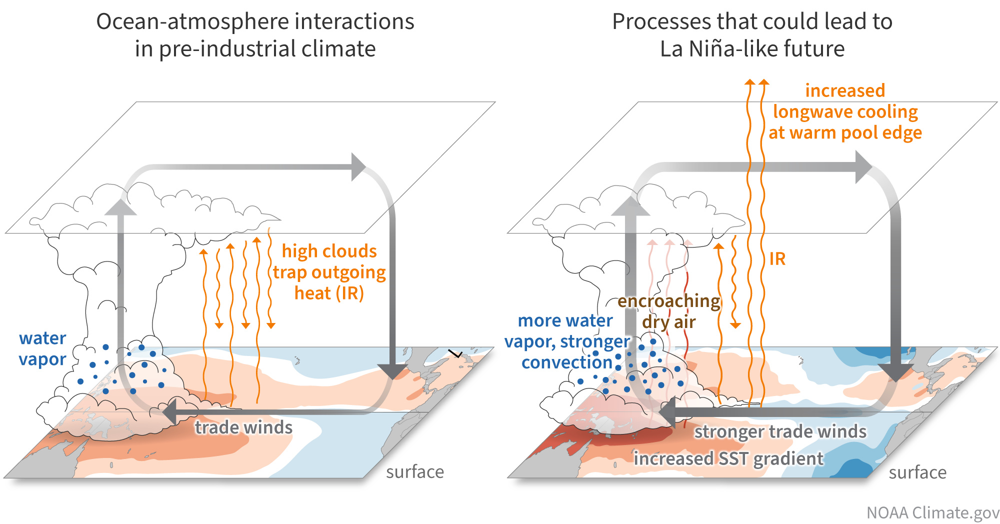 Ocean-atmosphere interactions
in pre-industrial climate
high clouds
trap outgoing
heat (IR)
water
vapor
trade winds
surface
Processes that could lead to
La Niña-like future
increased
longwave cooling
at warm pool edge
IR
encroaching
dry air
more water
vapor, stronger
convection
stronger trade winds
increased SST gradient
surface
NOAA Climate.gov